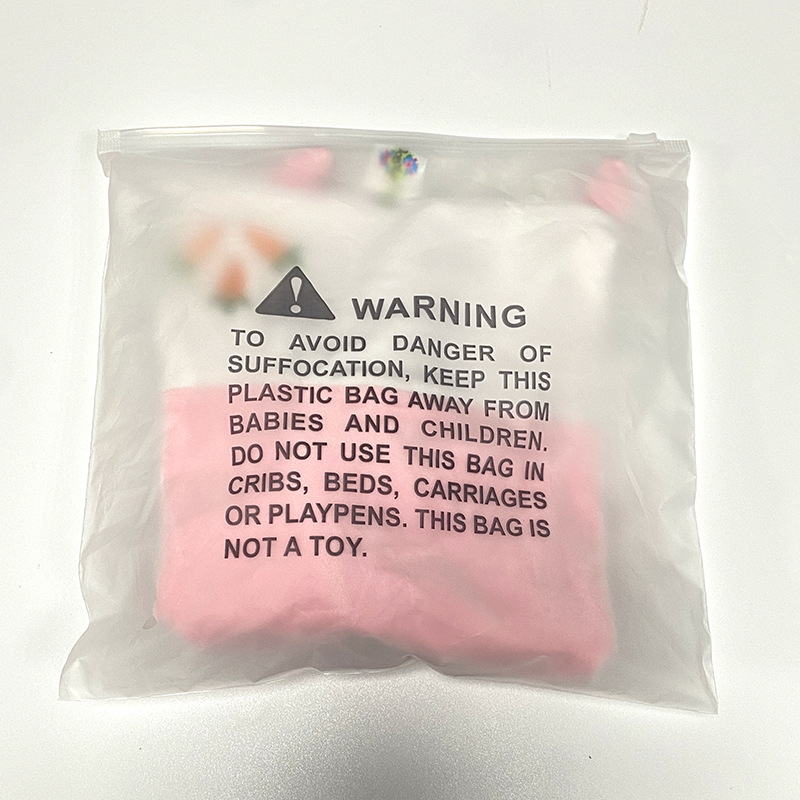 WARNING
TO AVOID DANGER OF
SUFFOCATION, KEEP THIS
PLASTIC BAG AWAY FROM
BABIES AND CHILDREN.
DO NOT USE THIS BAG IN
CRIBS, BEDS, CARRIAGES
OR PLAYPENS. THIS BAG IS
NOT A TOY.